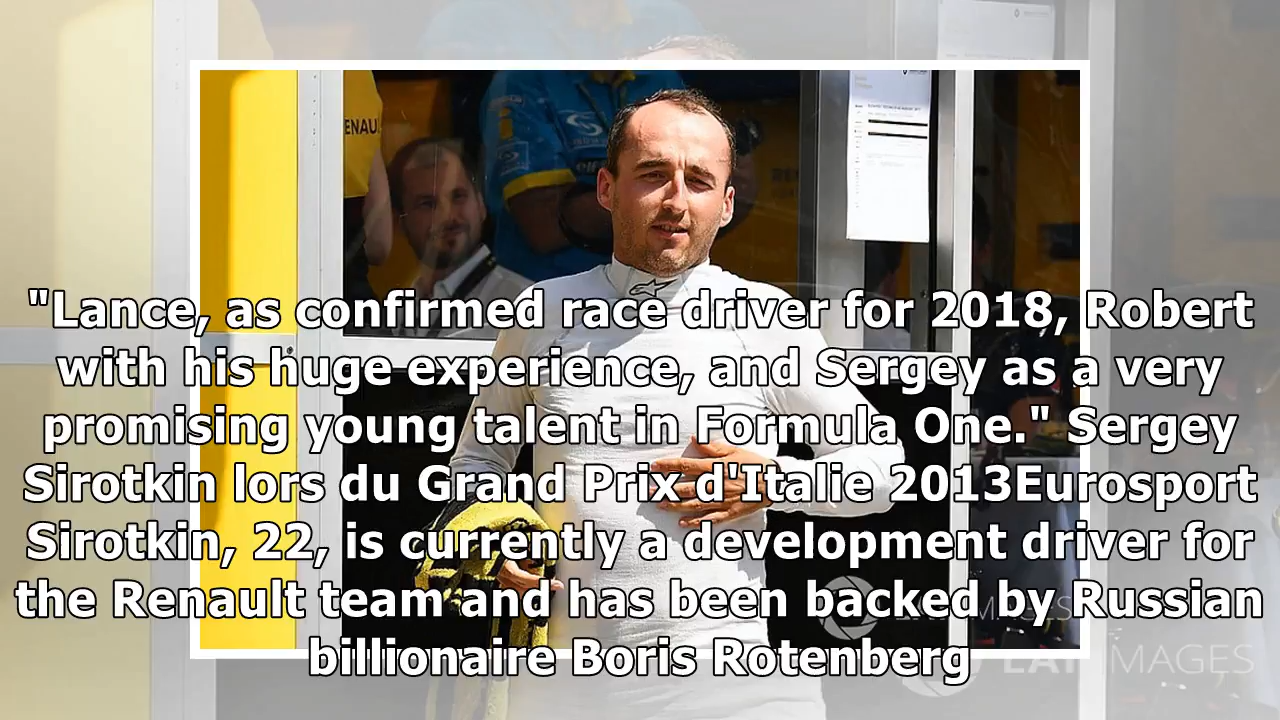 ENAU
"Lance, as confirmed race driver for 2018, Robert
with his huge experience, and Sergey as a very
promising young talent in Formula One." Sergey
Sirotkin lors du Grand Prix d'Italie 2013Eurosport
Sirotkin, 22, is currently a development driver for
the Renault team and has been backed by Russian
billionaire Boris Rotenberg
IMAGES